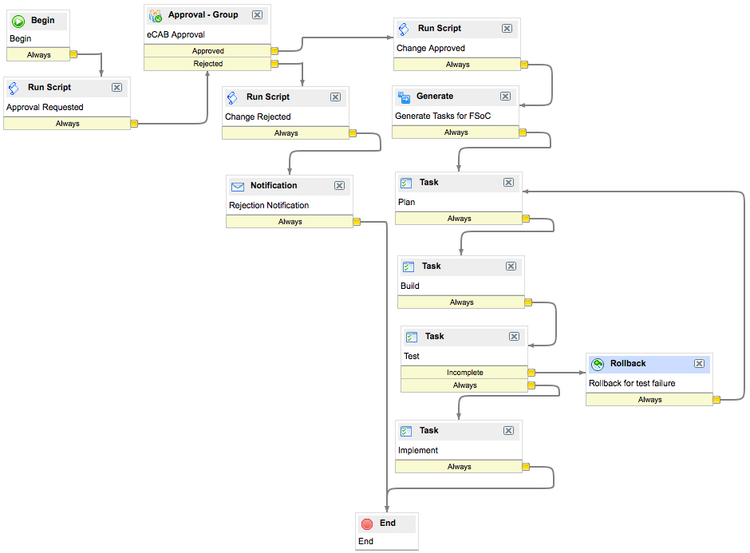 Begin
Begin
Always
Run Script
Approval Requested
Always
Approval - Group
eCAB Approval
Approved
Rejected
Run Script
Change Rejected
Always
Notification
Rejection Notification
Always
Run Script
Change Approved
Always
Generate
Generate Tasks for FSoC
Always
Task
Plan
Always
Task
Build
Always
Task
Test
Incomplete
Always
Rollback
Rollback for test failure
Always
Task
Implement
Always
End
End